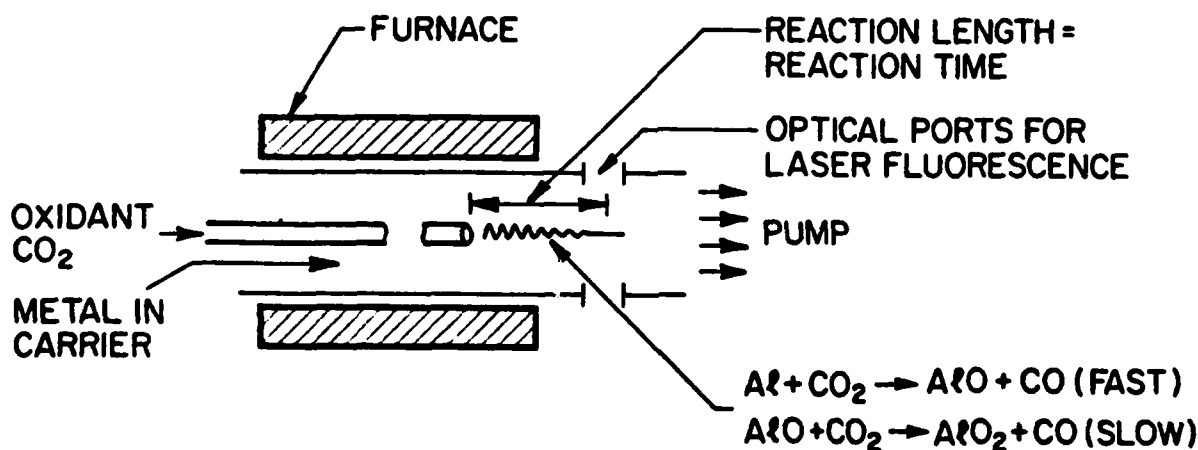 FURNACE
REACTION LENGTH =
REACTION TIME
OPTICAL PORTS FOR
LASER FLUORESCENCE
OXIDANT
CO₂
PUMP
METAL IN
CARRIER
Aℓ + CO₂ → AℓO + CO (FAST)
AℓO + CO₂ → AℓO₂ + CO (SLOW)